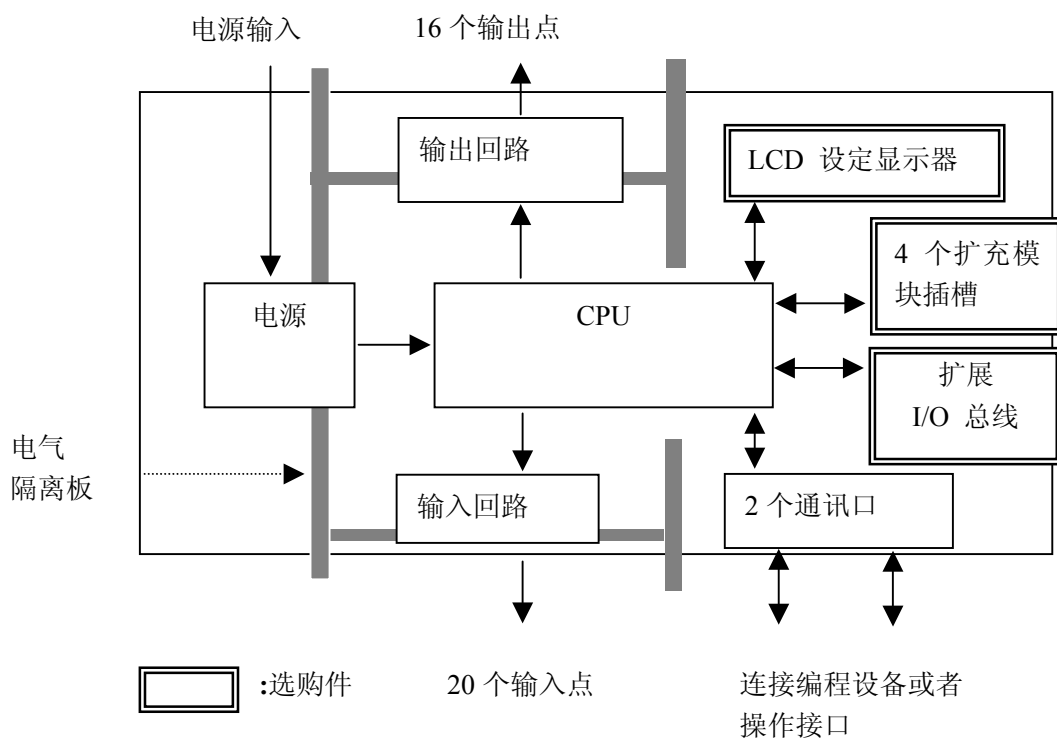 电源输入
16 个输出点
输出回路
LCD 设定显示器
4 个扩充模
块插槽
电源
CPU
扩展
I/O 总线
电气
隔离板
输入回路
2 个通讯口
:选购件
20 个输入点
连接编程设备或者
操作接口